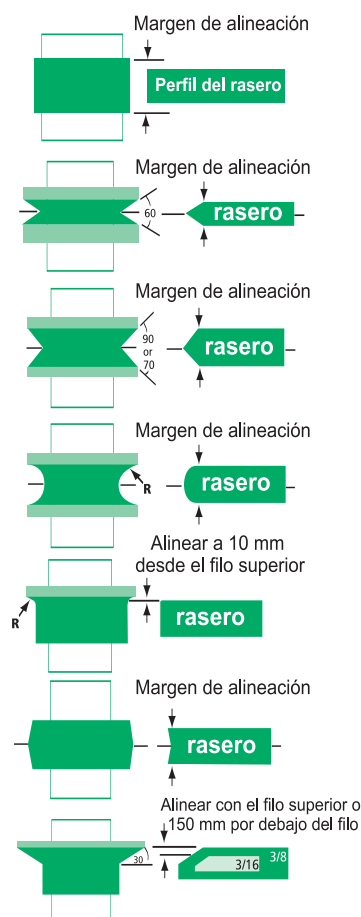 Margen de alineación
Perfil del rasero
Margen de alineación
60
rasero
Margen de alineación
90
or
70
rasero
Margen de alineación
R
rasero
Alinear a 10 mm
desde el filo superior
R
rasero
Margen de alineación
rasero
Alinear con el filo superior o
150 mm por debajo del filo
30
3/8
3/16